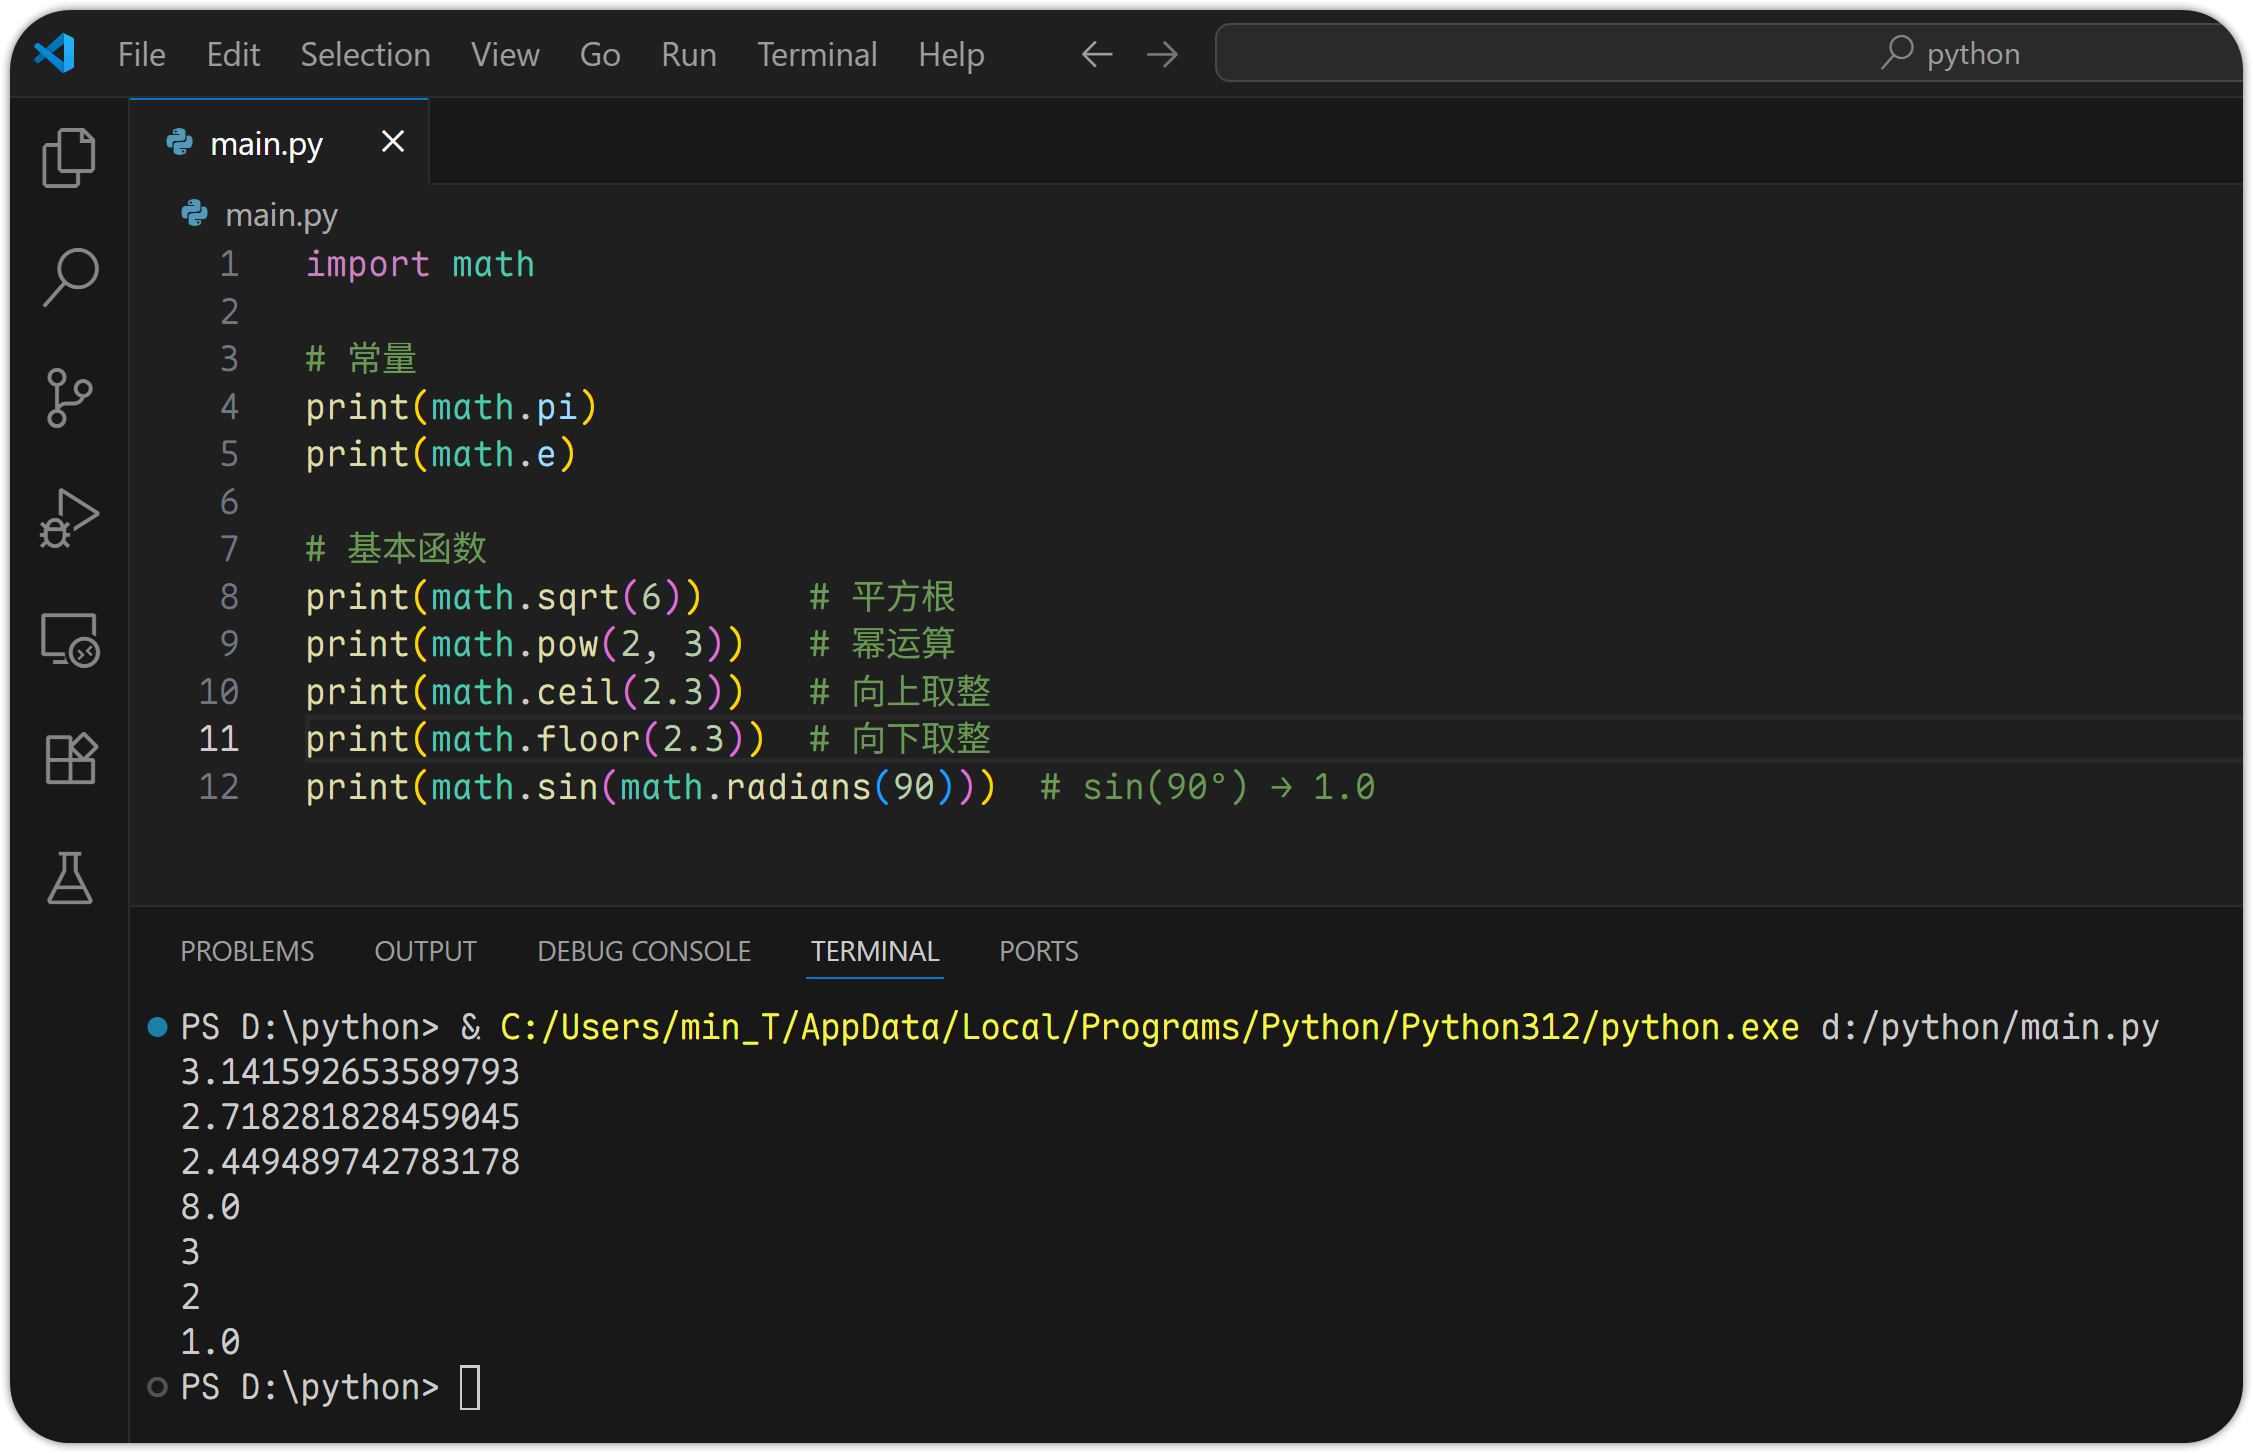 File Edit Selection View Go Run Terminal Help python
main.py
main.py
1 import math
2
3 # 常量
4 print(math.pi)
5 print(math.e)
6
7 # 基本函数
8 print(math.sqrt(6))     # 平方根
9 print(math.pow(2, 3))   # 幂运算
10 print(math.ceil(2.3))   # 向上取整
11 print(math.floor(2.3))  # 向下取整
12 print(math.sin(math.radians(90)))  # sin(90°) → 1.0
PROBLEMS OUTPUT DEBUG CONSOLE TERMINAL PORTS
PS D:\python> & C:/Users/min_T/AppData/Local/Programs/Python/Python312/python.exe d:/python/main.py
3.141592653589793
2.718281828459045
2.449489742783178
8.0
3
2
1.0
PS D:\python>